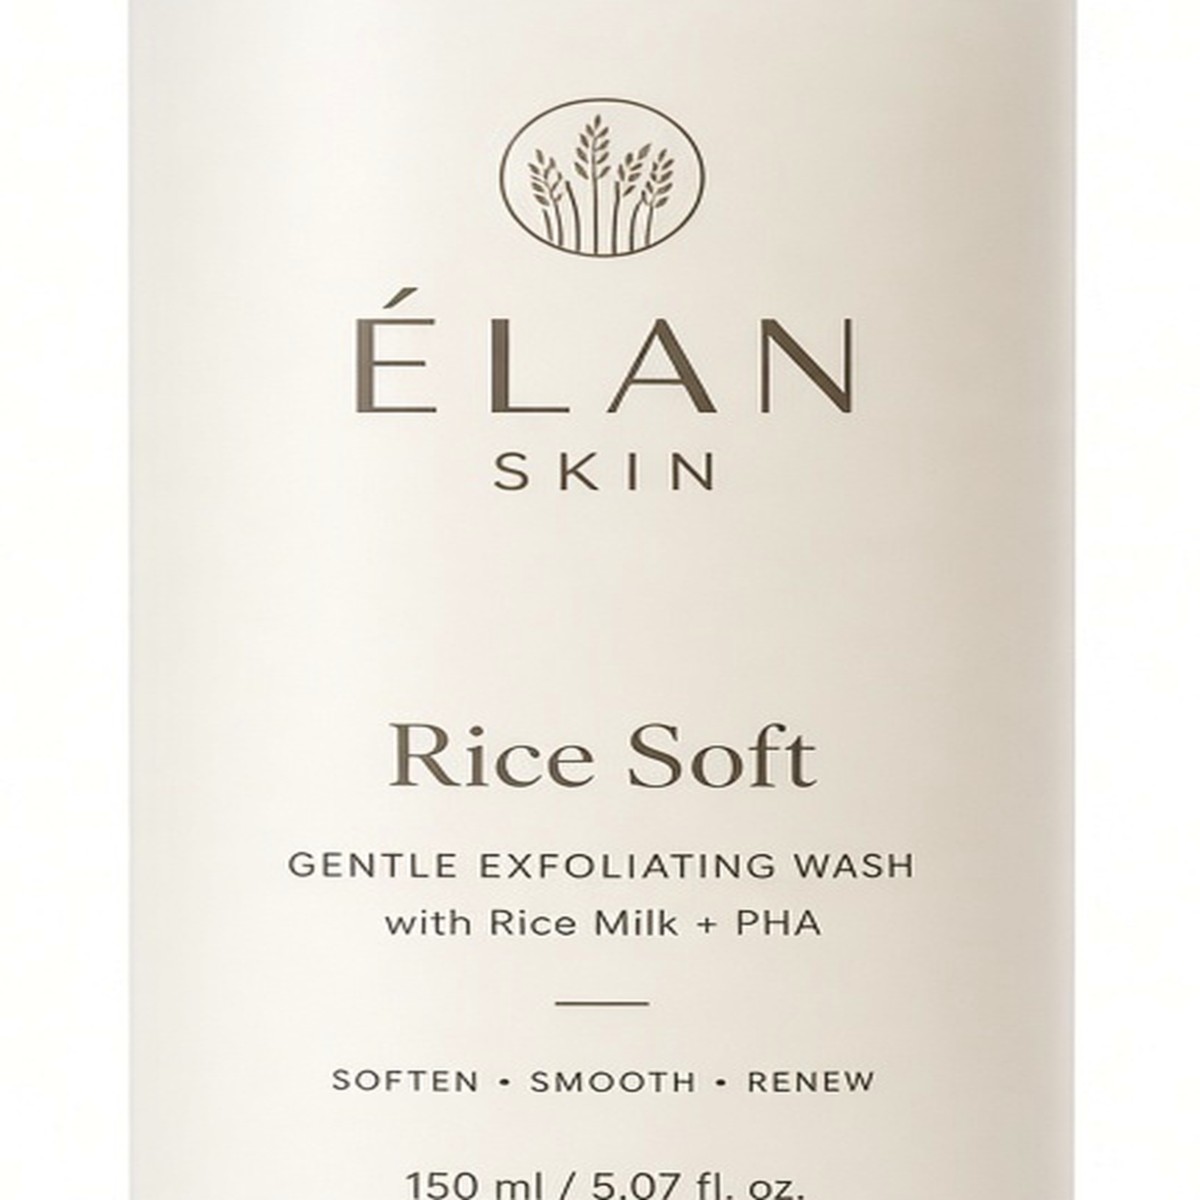 ÉLAN
SKIN
Rice Soft
GENTLE EXFOLIATING WASH
with Rice Milk + PHA
SOFTEN • SMOOTH • RENEW
150 ml / 5.07 fl. oz.